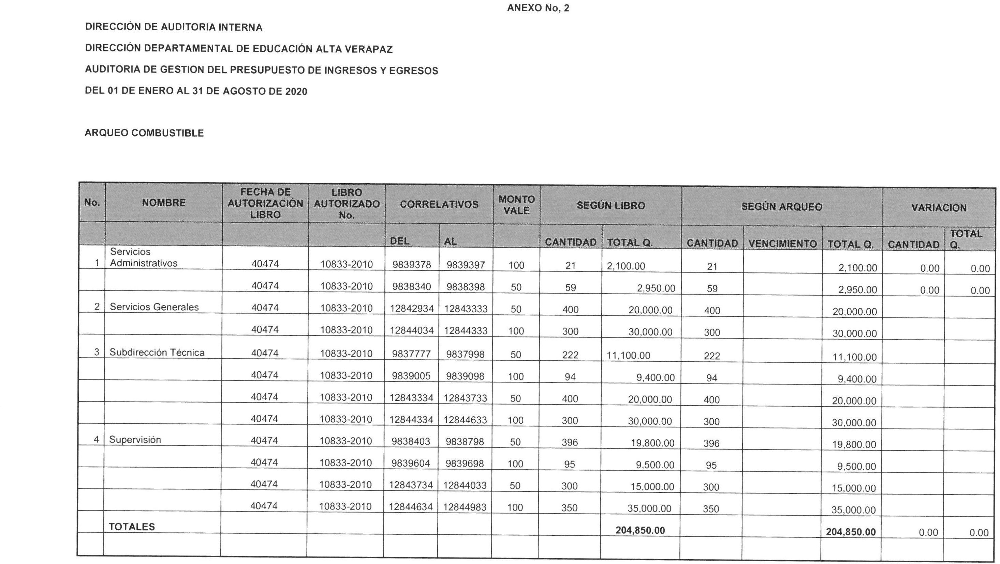 ANEXO No, 2
DIRECCIÓN DE AUDITORIA INTERNA
DIRECCIÓN DEPARTAMENTAL DE EDUCACIÓN ALTA VERAPAZ
AUDITORIA DE GESTION DEL PRESUPUESTO DE INGRESOS Y EGRESOS
DEL 01 DE ENERO AL 31 DE AGOSTO DE 2020
ARQUEO COMBUSTIBLE
No. NOMBRE FECHA DE AUTORIZACIÓN LIBRO LIBRO AUTORIZADO No. CORRELATIVOS MONTO VALE SEGÚN LIBRO SEGÚN ARQUEO VARIACION
DEL AL CANTIDAD TOTAL Q. CANTIDAD VENCIMIENTO TOTAL Q. CANTIDAD TOTAL Q.
1 Servicios Administrativos 40474 10833-2010 9839378 9839397 100 21 2,100.00 21 2,100.00 0.00 0.00
40474 10833-2010 9838340 9838398 50 59 2,950.00 59 2,950.00 0.00 0.00
2 Servicios Generales 40474 10833-2010 12842934 12843333 50 400 20,000.00 400 20,000.00
40474 10833-2010 12844034 12844333 100 300 30,000.00 300 30,000.00
3 Subdirección Técnica 40474 10833-2010 9837777 9837998 50 222 11,100.00 222 11,100.00
40474 10833-2010 9839005 9839098 100 94 9,400.00 94 9,400.00
40474 10833-2010 12843334 12843733 50 400 20,000.00 400 20,000.00
40474 10833-2010 12844334 12844633 100 300 30,000.00 300 30,000.00
4 Supervisión 40474 10833-2010 9838403 9838798 50 396 19,800.00 396 19,800.00
40474 10833-2010 9839604 9839698 100 95 9,500.00 95 9,500.00
40474 10833-2010 12843734 12844033 50 300 15,000.00 300 15,000.00
40474 10833-2010 12844634 12844983 100 350 35,000.00 350 35,000.00
TOTALES 204,850.00 204,850.00 0.00 0.00